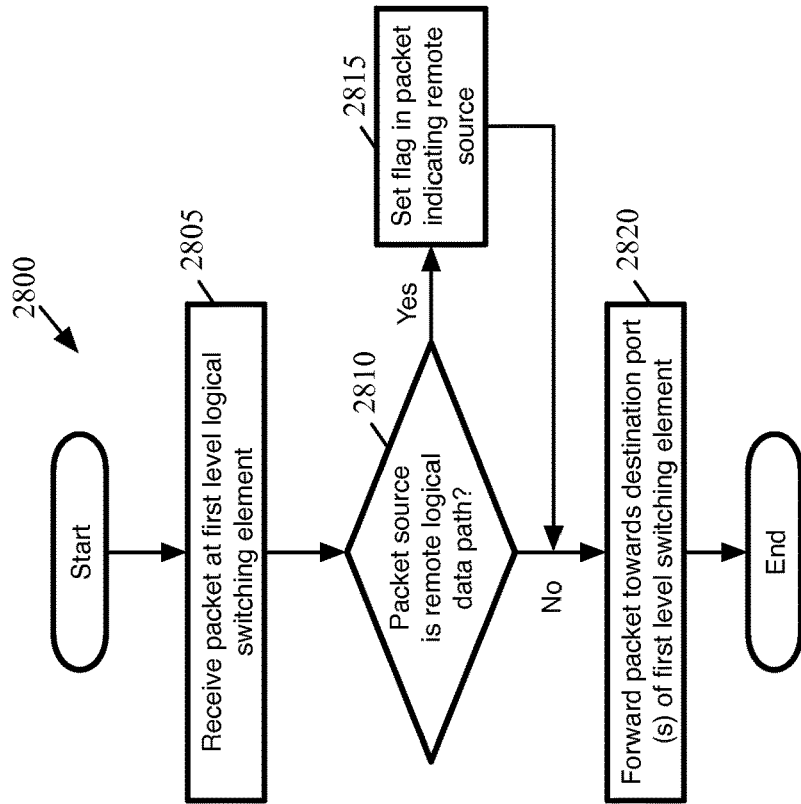 2800
Start
2805
Receive packet at first level logical
switching element
2810
Packet source
is remote logical
data path?
Yes
2815
Set flag in packet
indicating remote
source
No
2820
Forward packet towards destination port
(s) of first level switching element
End